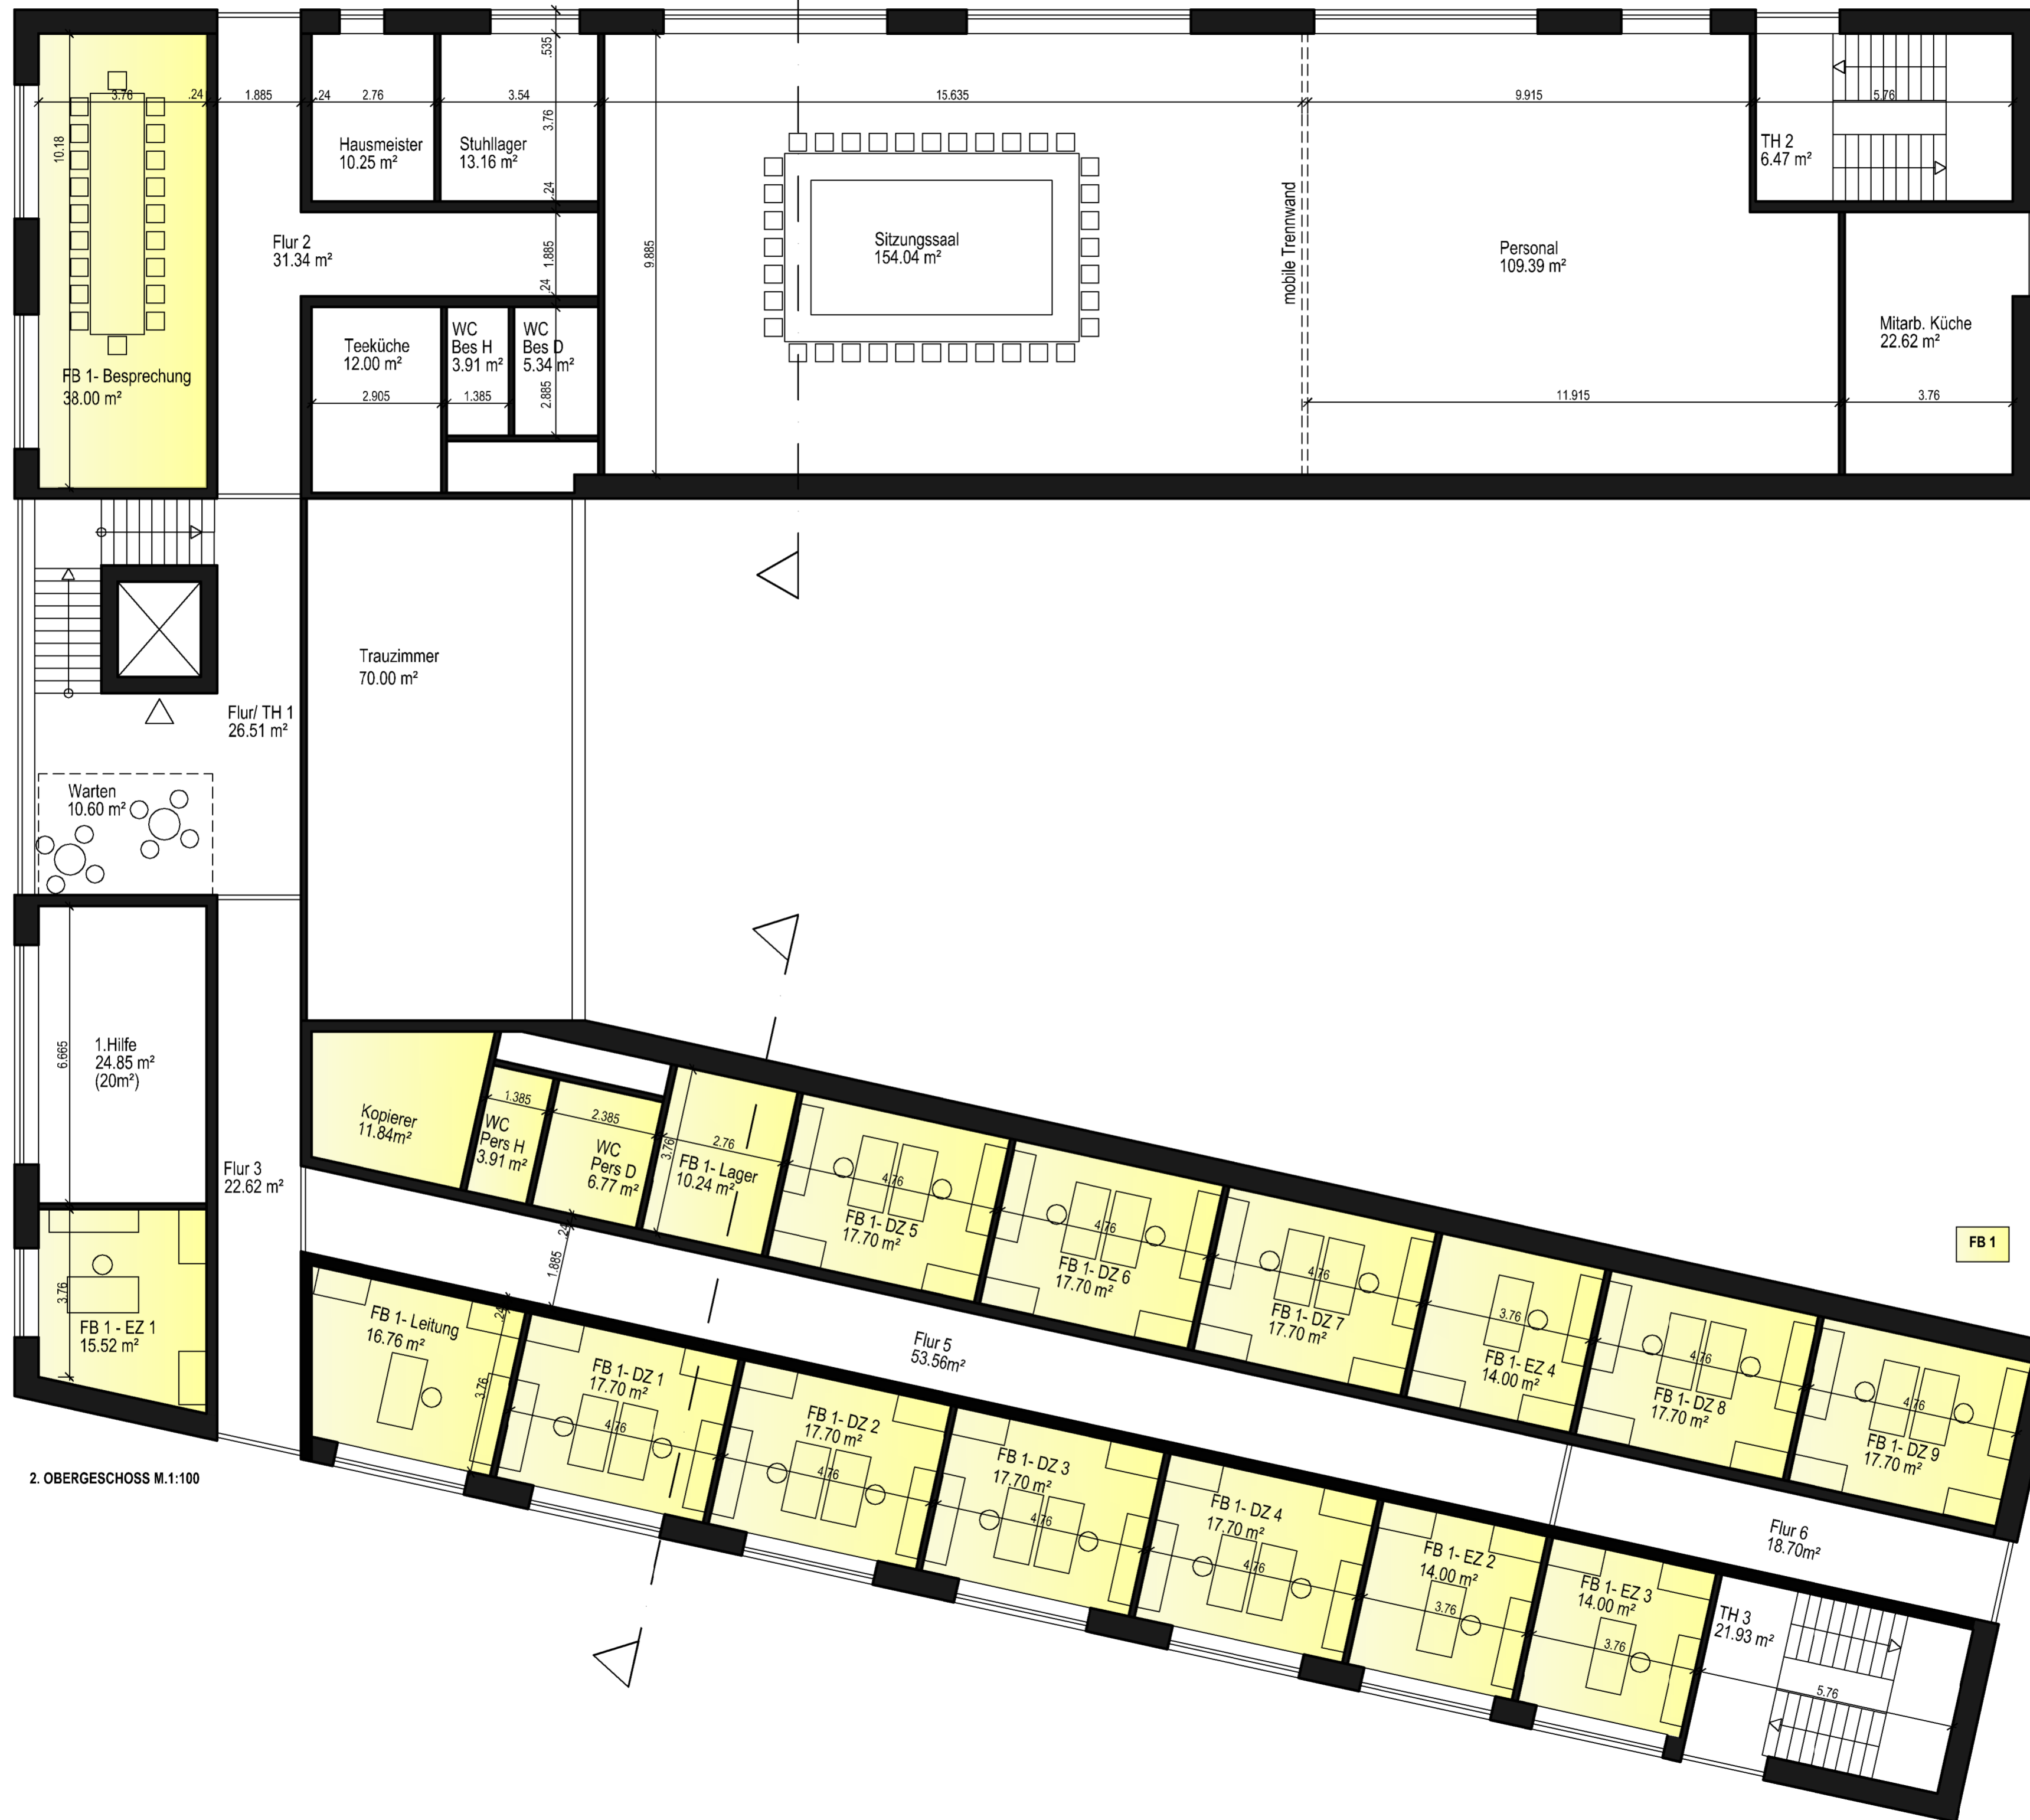 .535
3.76
.24
1.885
.24
2.76
3.54
15.635
9.915
5.76
10.18
3.76
Hausmeister
10.25 m²
Stuhllager
13.16 m²
TH 2
6.47 m²
.24
Flur 2
31.34 m²
1.885
.24
9.885
Sitzungssaal
154.04 m²
mobile Trennwand
Personal
109.39 m²
Mitarb. Küche
22.62 m²
Teeküche
12.00 m²
WC
Bes H
3.91 m²
WC
Bes D
5.34 m²
FB 1- Besprechung
38.00 m²
2.905
1.385
2.885
11.915
3.76
Trauzimmer
70.00 m²
Flur/ TH 1
26.51 m²
Warten
10.60 m²
1.Hilfe
24.85 m²
(20m²)
6.665
Kopierer
11.84m²
1.385
WC
Pers H
3.91 m²
2.385
WC
Pers D
6.77 m²
2.76
3.76
FB 1- Lager
10.24 m²
Flur 3
22.62 m²
4.76
FB 1- DZ 5
17.70 m²
4.76
FB 1- DZ 6
17.70 m²
4.76
FB 1- DZ 7
17.70 m²
3.76
FB 1- EZ 4
14.00 m²
4.76
FB 1- DZ 8
17.70 m²
4.76
FB 1- DZ 9
17.70 m²
FB 1
.24
1.885
.24
3.76
FB 1 - EZ 1
15.52 m²
FB 1- Leitung
16.76 m²
3.76
Flur 5
53.56m²
FB 1- DZ 1
17.70 m²
4.76
FB 1- DZ 2
17.70 m²
4.76
FB 1- DZ 3
17.70 m²
4.76
FB 1- DZ 4
17.70 m²
4.76
FB 1- EZ 2
14.00 m²
3.76
FB 1- EZ 3
14.00 m²
3.76
Flur 6
18.70m²
TH 3
21.93 m²
5.76
2. OBERGESCHOSS M.1:100